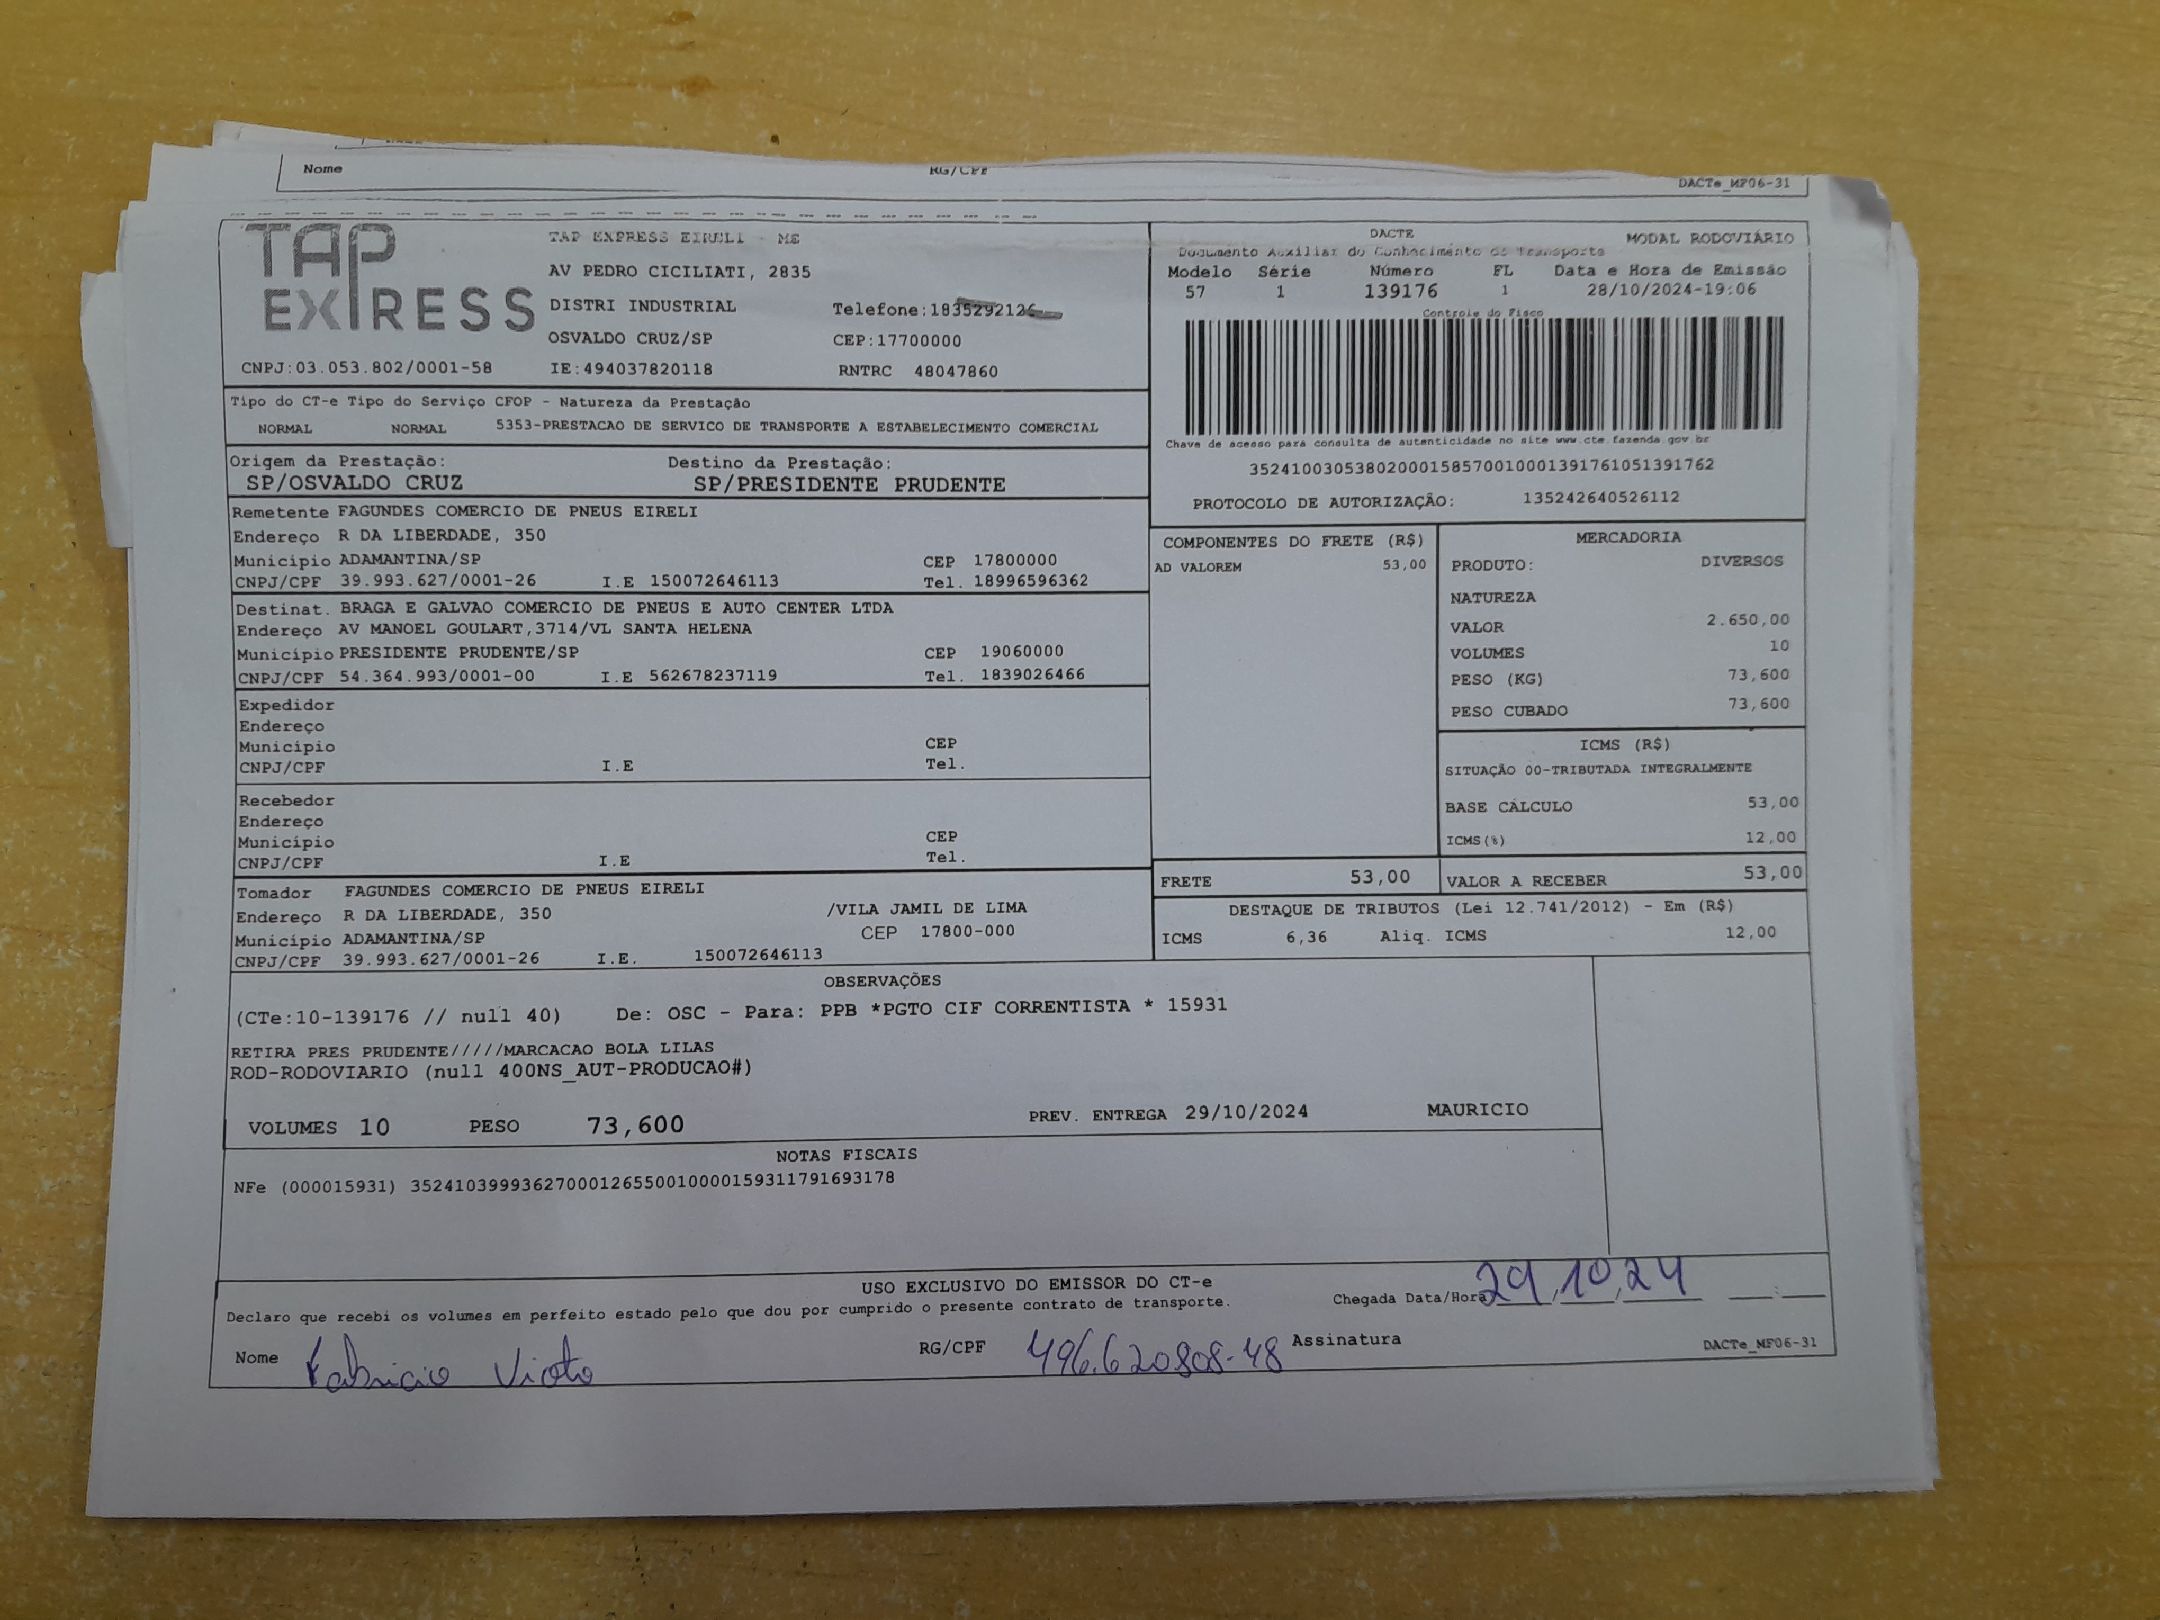 Nome RG/CPF
DACTe_MF06-31
TAP EXPRESS
TAP EXPRESS EIRELI - ME
AV PEDRO CICILIATI, 2835
DISTRI INDUSTRIAL Telefone:1835292126
OSVALDO CRUZ/SP CEP:17700000
CNPJ:03.053.802/0001-58 IE:494037820118 RNTRC 48047860
DACTE MODAL RODOVIÁRIO
Documento Auxiliar do Conhecimento de Transporte
Modelo Série Número FL Data e Hora de Emissão
57 1 139176 1 28/10/2024-19:06
Controle do Fisco
Chave de acesso para consulta de autenticidade no site www.cte.fazenda.gov.br
35241003053802000158570010001391761051391762
PROTOCOLO DE AUTORIZAÇÃO: 135242640526112
Tipo do CT-e Tipo do Serviço CFOP - Natureza da Prestação
NORMAL NORMAL 5353-PRESTACAO DE SERVICO DE TRANSPORTE A ESTABELECIMENTO COMERCIAL
Origem da Prestação: Destino da Prestação:
SP/OSVALDO CRUZ SP/PRESIDENTE PRUDENTE
Remetente FAGUNDES COMERCIO DE PNEUS EIRELI
Endereço R DA LIBERDADE, 350
Município ADAMANTINA/SP CEP 17800000
CNPJ/CPF 39.993.627/0001-26 I.E 150072646113 Tel. 18996596362
Destinat. BRAGA E GALVAO COMERCIO DE PNEUS E AUTO CENTER LTDA
Endereço AV MANOEL GOULART,3714/VL SANTA HELENA
Município PRESIDENTE PRUDENTE/SP CEP 19060000
CNPJ/CPF 54.364.993/0001-00 I.E 562678237119 Tel. 1839026466
Expedidor
Endereço
Município CEP
CNPJ/CPF I.E Tel.
Recebedor
Endereço
Município CEP
CNPJ/CPF I.E Tel.
Tomador FAGUNDES COMERCIO DE PNEUS EIRELI
Endereço R DA LIBERDADE, 350 /VILA JAMIL DE LIMA
Município ADAMANTINA/SP CEP 17800-000
CNPJ/CPF 39.993.627/0001-26 I.E. 150072646113
COMPONENTES DO FRETE (R$)
AD VALOREM 53,00
MERCADORIA
PRODUTO: DIVERSOS
NATUREZA
VALOR 2.650,00
VOLUMES 10
PESO (KG) 73,600
PESO CUBADO 73,600
ICMS (R$)
SITUAÇÃO 00-TRIBUTADA INTEGRALMENTE
BASE CÁLCULO 53,00
ICMS(%) 12,00
FRETE 53,00 VALOR A RECEBER 53,00
DESTAQUE DE TRIBUTOS (Lei 12.741/2012) - Em (R$)
ICMS 6,36 Aliq. ICMS 12,00
OBSERVAÇÕES
(CTe:10-139176 // null 40) De: OSC - Para: PPB *PGTO CIF CORRENTISTA * 15931
RETIRA PRES PRUDENTE/////MARCACAO BOLA LILAS
ROD-RODOVIARIO (null 400NS_AUT-PRODUCAO#)
VOLUMES 10 PESO 73,600 PREV. ENTREGA 29/10/2024 MAURICIO
NOTAS FISCAIS
NFe (000015931) 35241039993627000126550010000159311791693178
USO EXCLUSIVO DO EMISSOR DO CT-e
Declaro que recebi os volumes em perfeito estado pelo que dou por cumprido o presente contrato de transporte. Chegada Data/Hora 29/10/24 __:__
Nome Fabricio Violo RG/CPF 496.620808-48 Assinatura
DACTe_MF06-31